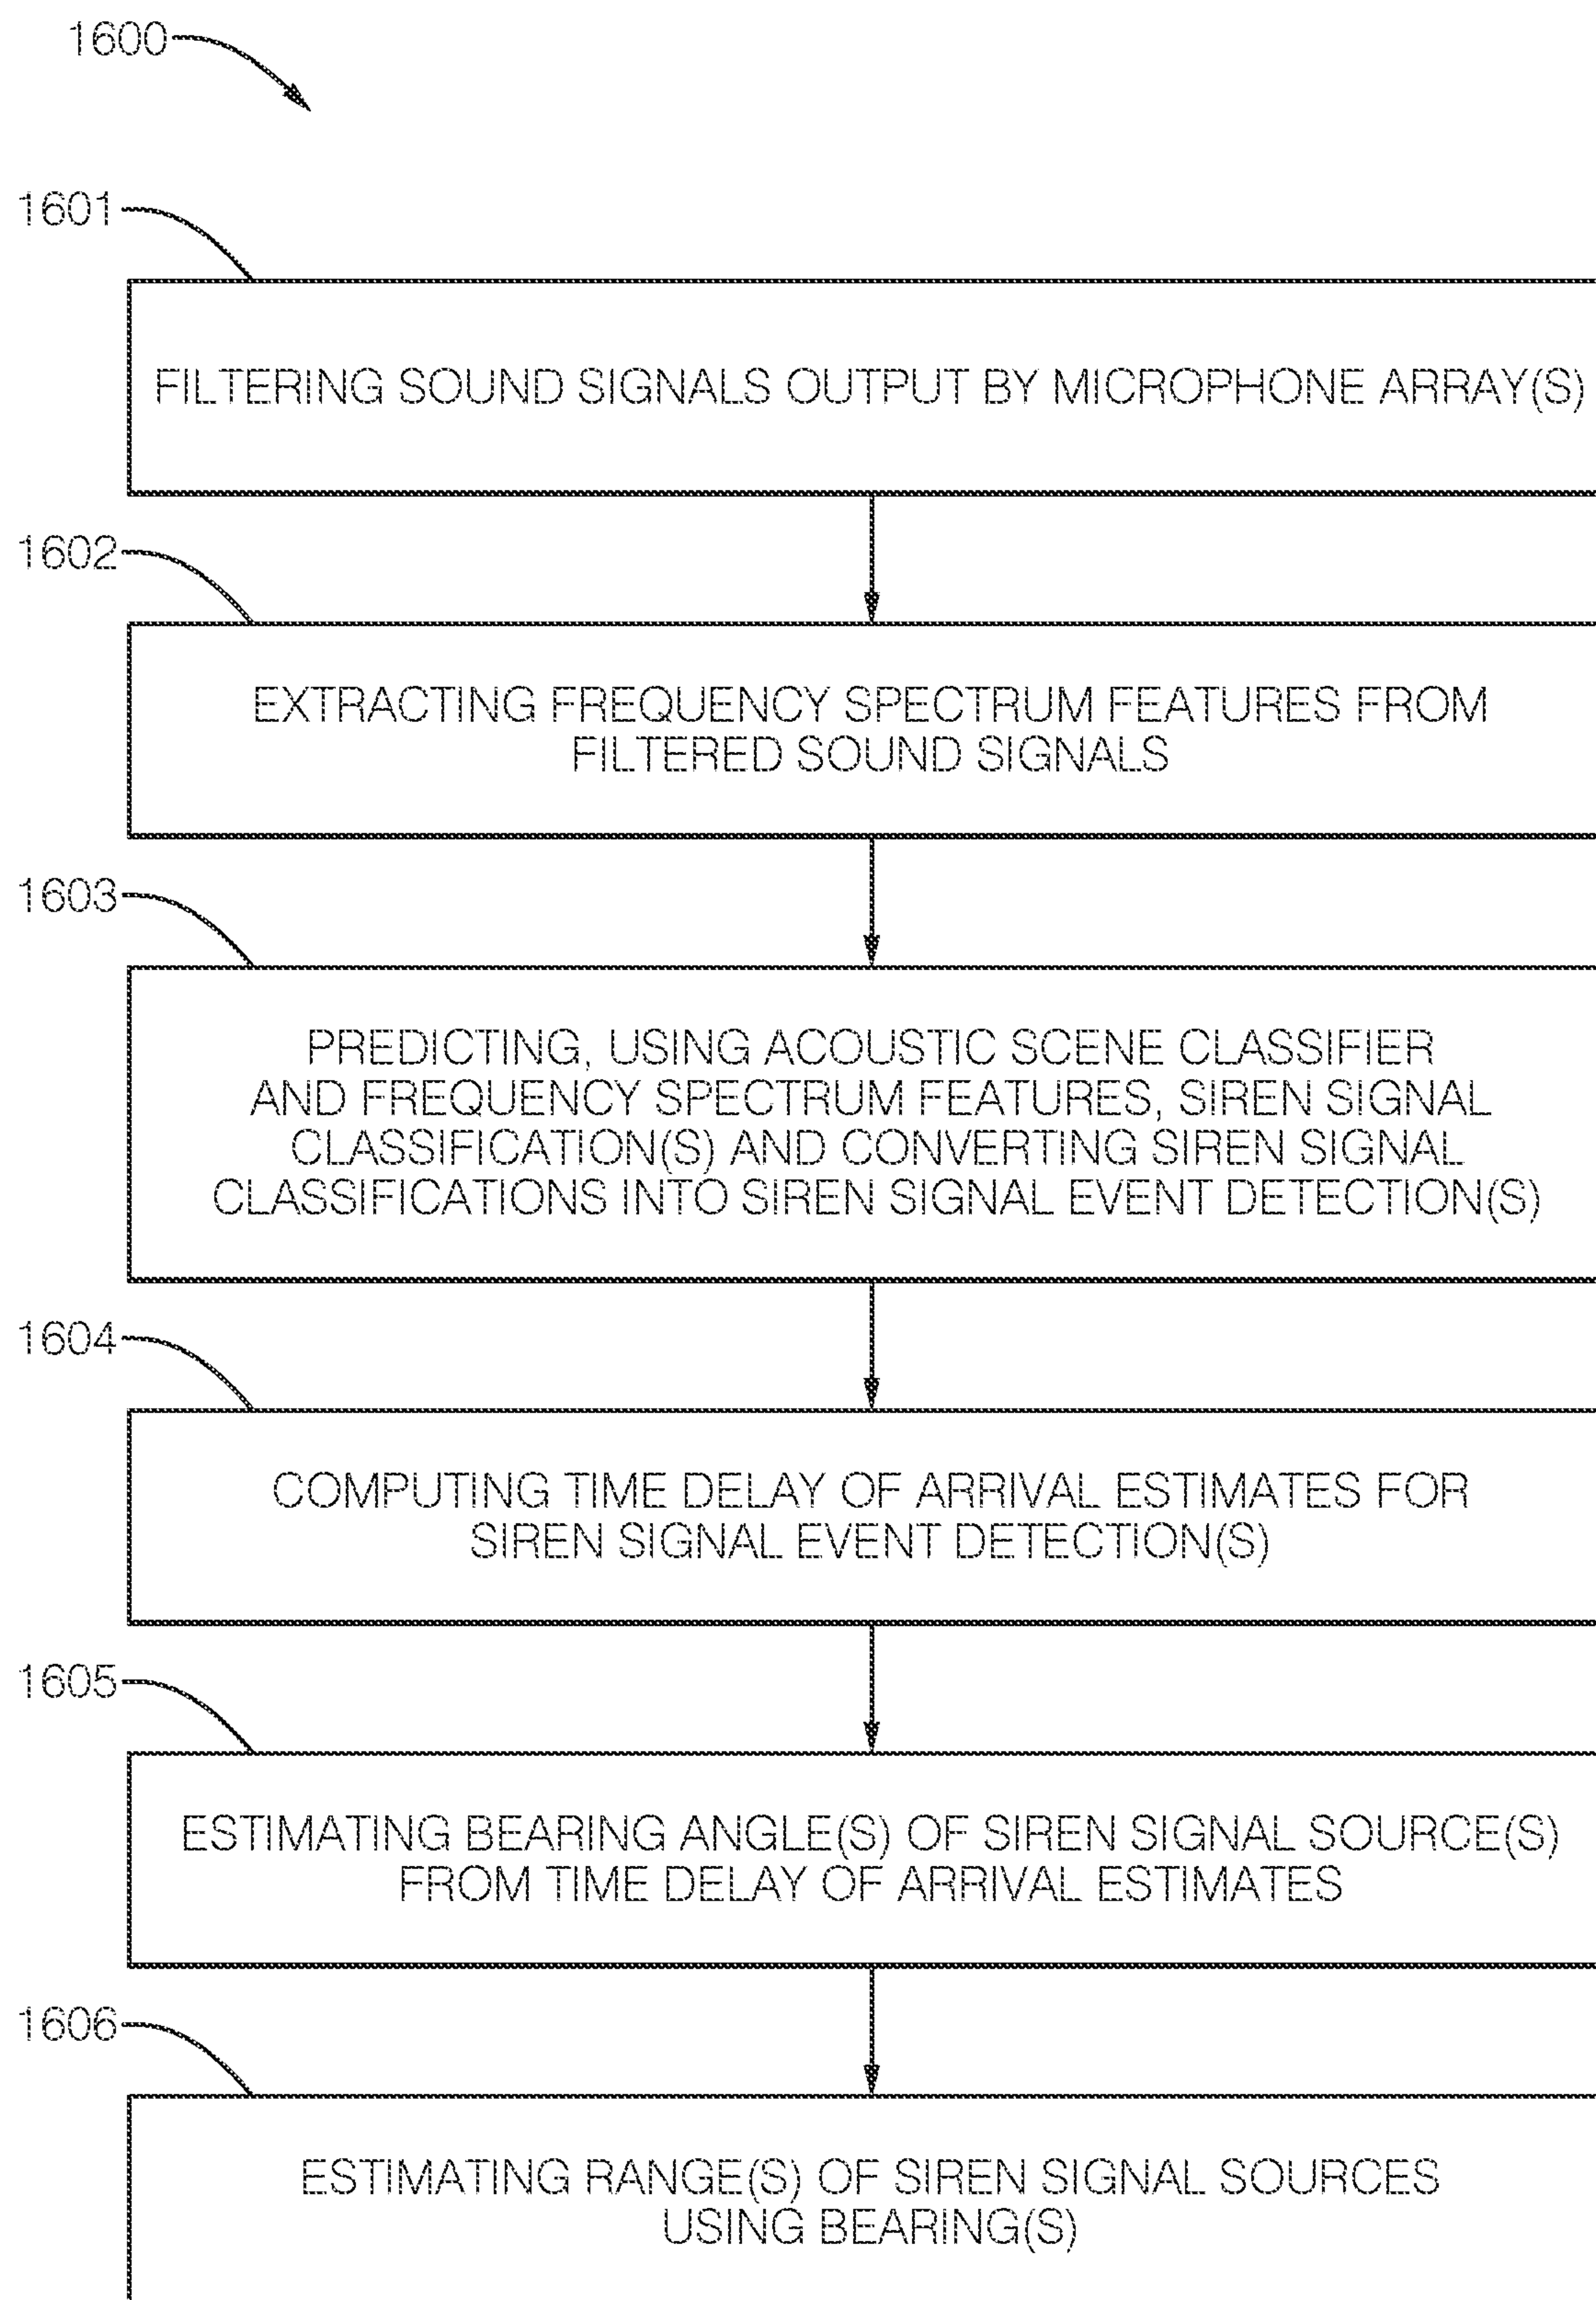 1600
1601
FILTERING SOUND SIGNALS OUTPUT BY MICROPHONE ARRAY(S)
1602
EXTRACTING FREQUENCY SPECTRUM FEATURES FROM
FILTERED SOUND SIGNALS
1603
PREDICTING, USING ACOUSTIC SCENE CLASSIFIER
AND FREQUENCY SPECTRUM FEATURES, SIREN SIGNAL
CLASSIFICATION(S) AND CONVERTING SIREN SIGNAL
CLASSIFICATIONS INTO SIREN SIGNAL EVENT DETECTION(S)
1604
COMPUTING TIME DELAY OF ARRIVAL ESTIMATES FOR
SIREN SIGNAL EVENT DETECTION(S)
1605
ESTIMATING BEARING ANGLE(S) OF SIREN SIGNAL SOURCE(S)
FROM TIME DELAY OF ARRIVAL ESTIMATES
1606
ESTIMATING RANGE(S) OF SIREN SIGNAL SOURCES
USING BEARING(S)